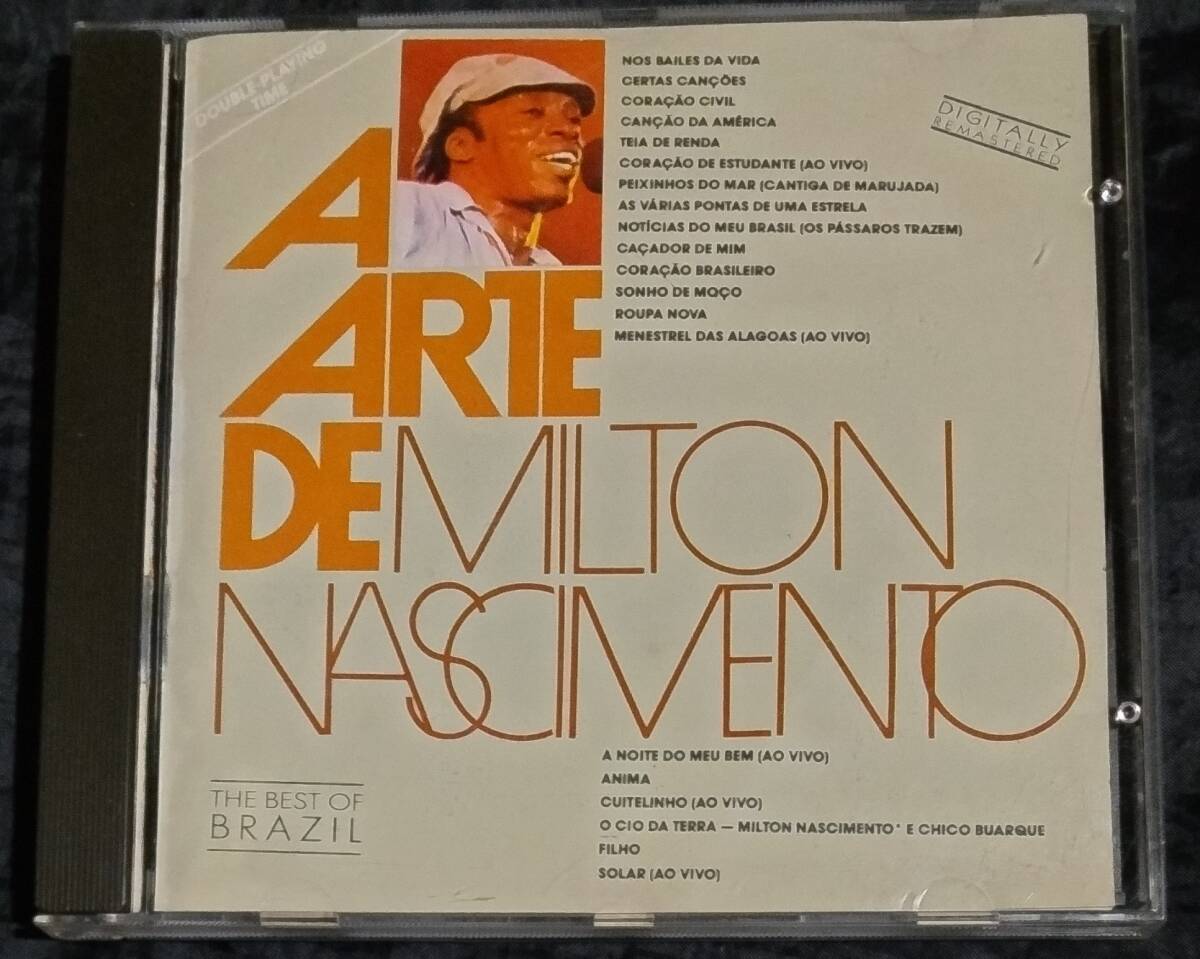 DOUBLE-PLAYING
TIME
NOS BAILES DA VIDA
CERTAS CANÇÕES
CORAÇÃO CIVIL
CANÇÃO DA AMÉRICA
TEIA DE RENDA
CORAÇÃO DE ESTUDANTE (AO VIVO)
PEIXINHOS DO MAR (CANTIGA DE MARUJADA)
AS VÁRIAS PONTAS DE UMA ESTRELA
NOTÍCIAS DO MEU BRASIL (OS PÁSSAROS TRAZEM)
CAÇADOR DE MIM
CORAÇÃO BRASILEIRO
SONHO DE MOÇO
ROUPA NOVA
MENESTREL DAS ALAGOAS (AO VIVO)
DIGITALLY
REMASTERED
A
ARTE
DE MILTON
NASCIMENTO
A NOITE DO MEU BEM (AO VIVO)
ANIMA
CUITELINHO (AO VIVO)
O CIO DA TERRA — MILTON NASCIMENTO* E CHICO BUARQUE
FILHO
SOLAR (AO VIVO)
THE BEST OF
BRAZIL